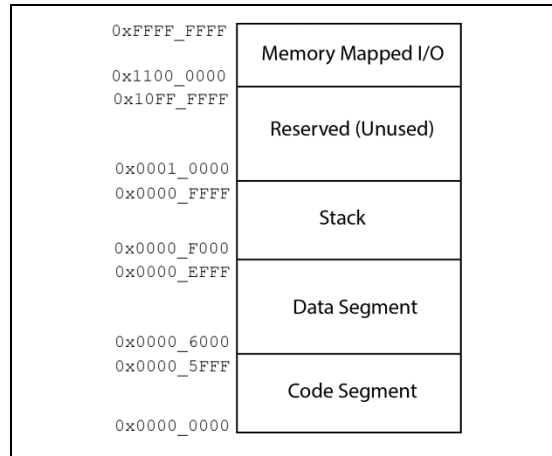 0xFFFF_FFFF
Memory Mapped I/O
0x1100_0000
0x10FF_FFFF
Reserved (Unused)
0x0001_0000
0x0000_FFFF
Stack
0x0000_F000
0x0000_EFFF
Data Segment
0x0000_6000
0x0000_5FFF
Code Segment
0x0000_0000